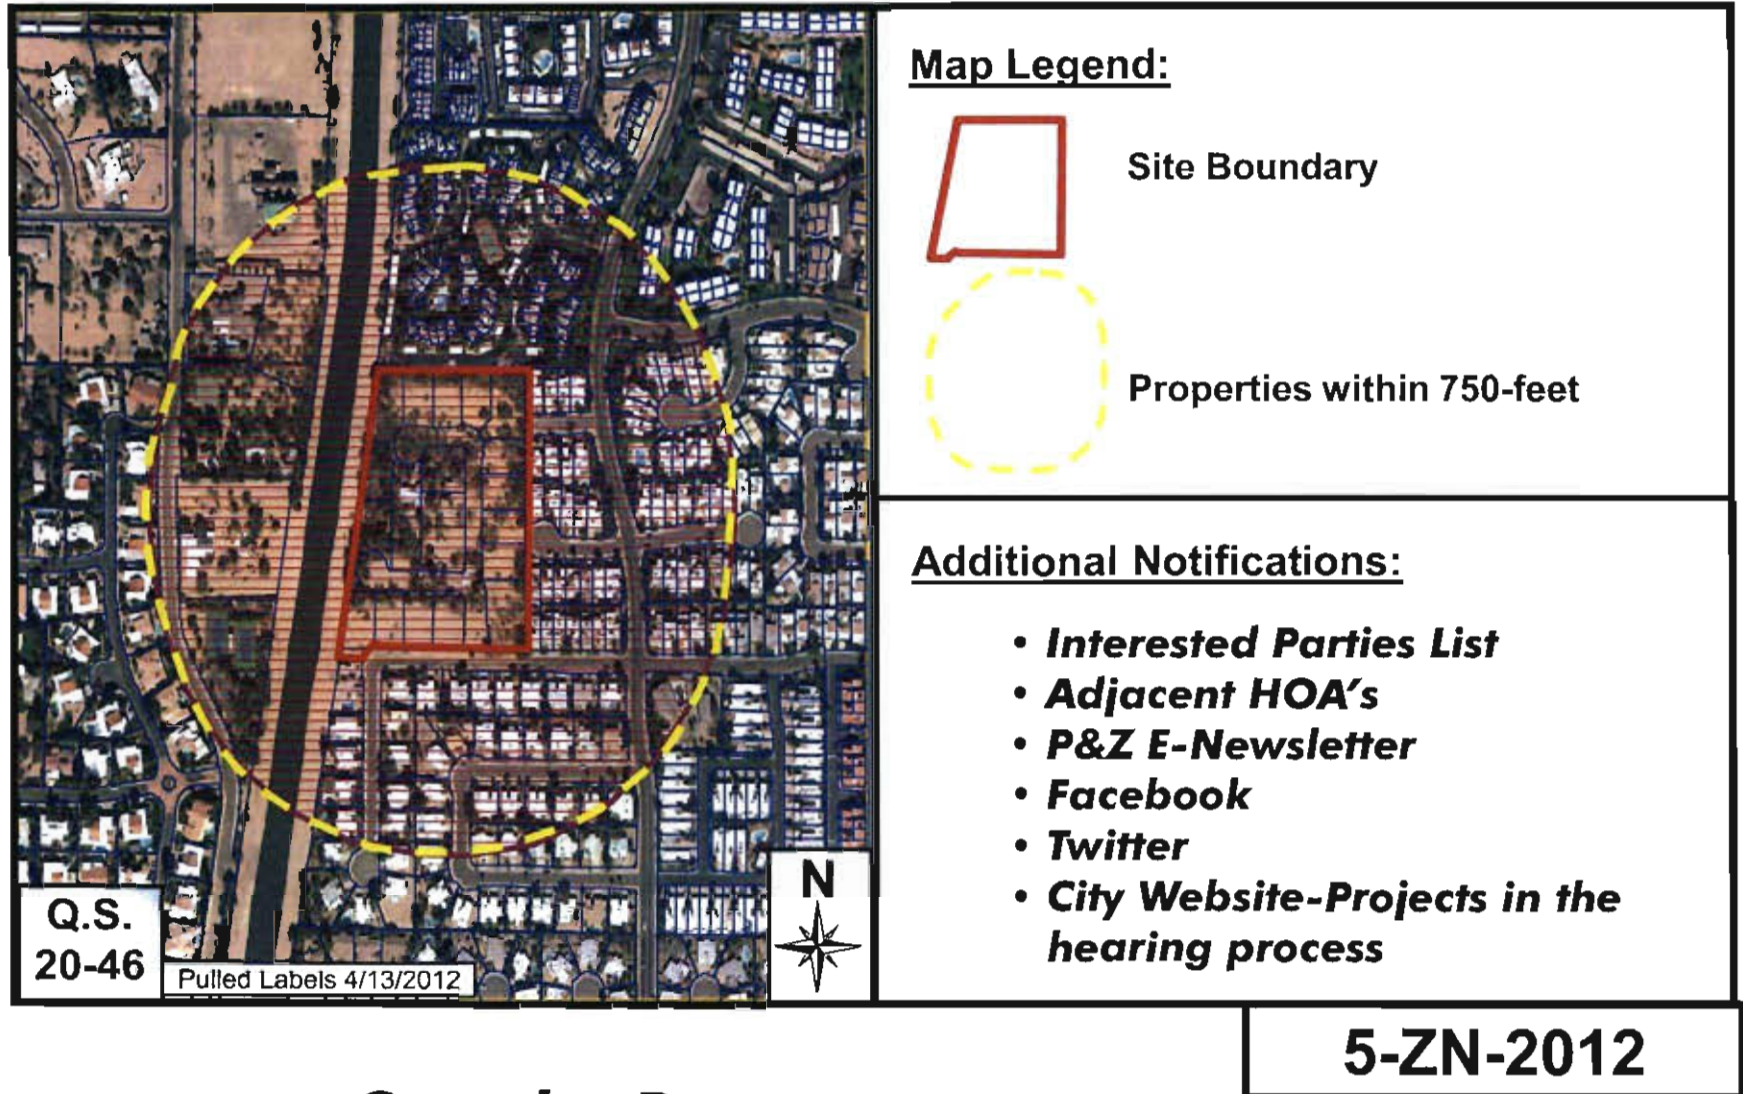 Map Legend:
Site Boundary
Properties within 750-feet
Additional Notifications:
• Interested Parties List
• Adjacent HOA's
• P&Z E-Newsletter
• Facebook
• Twitter
• City Website-Projects in the
hearing process
Q.S.
20-46
Pulled Labels 4/13/2012
N
5-ZN-2012